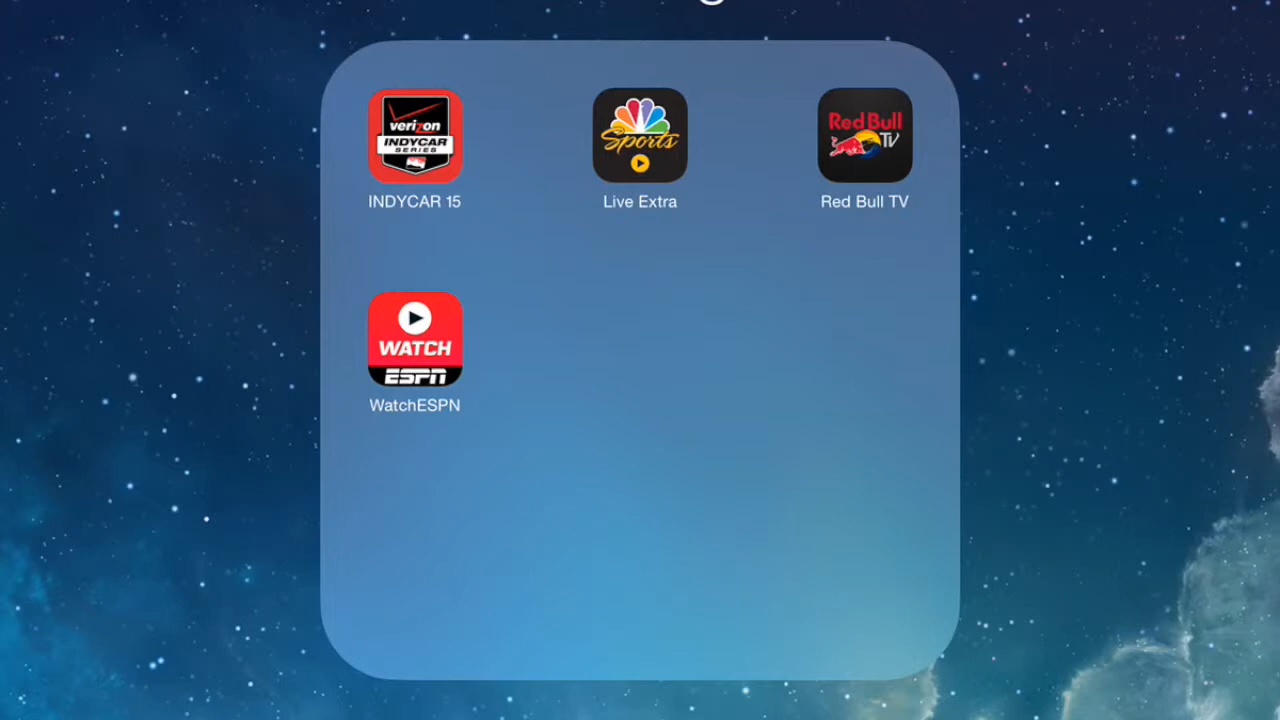 verizon
INDYCAR
SERIES
INDYCAR 15
Sports
Live Extra
Red Bull
TV
Red Bull TV
WATCH
ESPN
WatchESPN